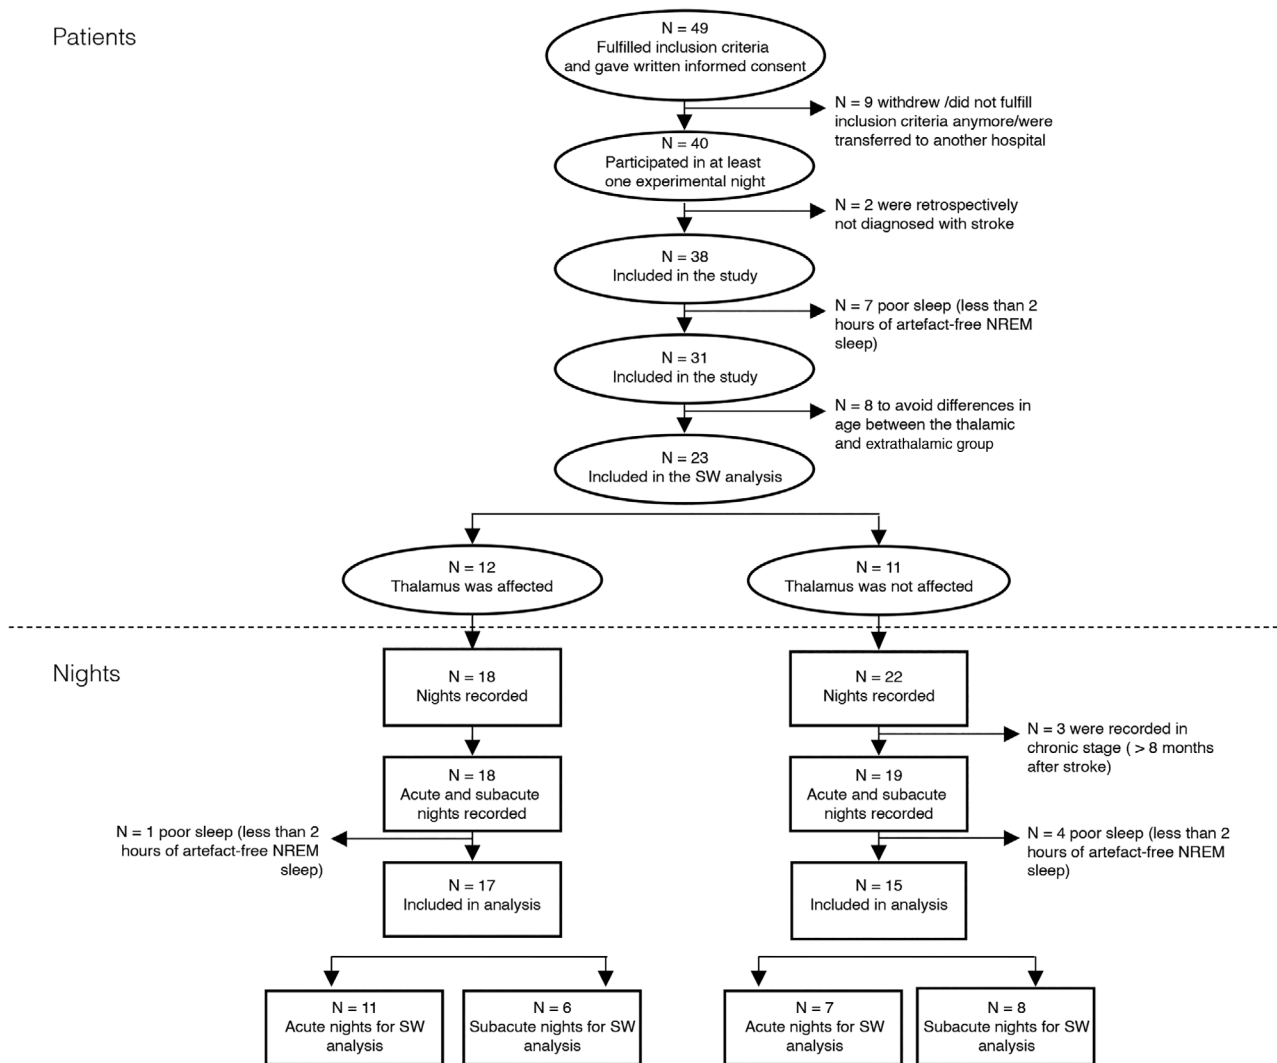 Patients
N = 49
Fulfilled inclusion criteria
and gave written informed consent
N = 9 withdrew /did not fulfill
inclusion criteria anymore/were
transferred to another hospital
N = 40
Participated in at least
one experimental night
N = 2 were retrospectively
not diagnosed with stroke
N = 38
Included in the study
N = 7 poor sleep (less than 2
hours of artefact-free NREM
sleep)
N = 31
Included in the study
N = 8 to avoid differences in
age between the thalamic
and extrathalamic group
N = 23
Included in the SW analysis
N = 12
Thalamus was affected
N = 11
Thalamus was not affected
Nights
N = 18
Nights recorded
N = 22
Nights recorded
N = 3 were recorded in
chronic stage ( > 8 months
after stroke)
N = 18
Acute and subacute
nights recorded
N = 19
Acute and subacute
nights recorded
N = 1 poor sleep (less than 2
hours of artefact-free NREM
sleep)
N = 4 poor sleep (less than 2
hours of artefact-free NREM
sleep)
N = 17
Included in analysis
N = 15
Included in analysis
N = 11
Acute nights for SW
analysis
N = 6
Subacute nights for SW
analysis
N = 7
Acute nights for SW
analysis
N = 8
Subacute nights for SW
analysis